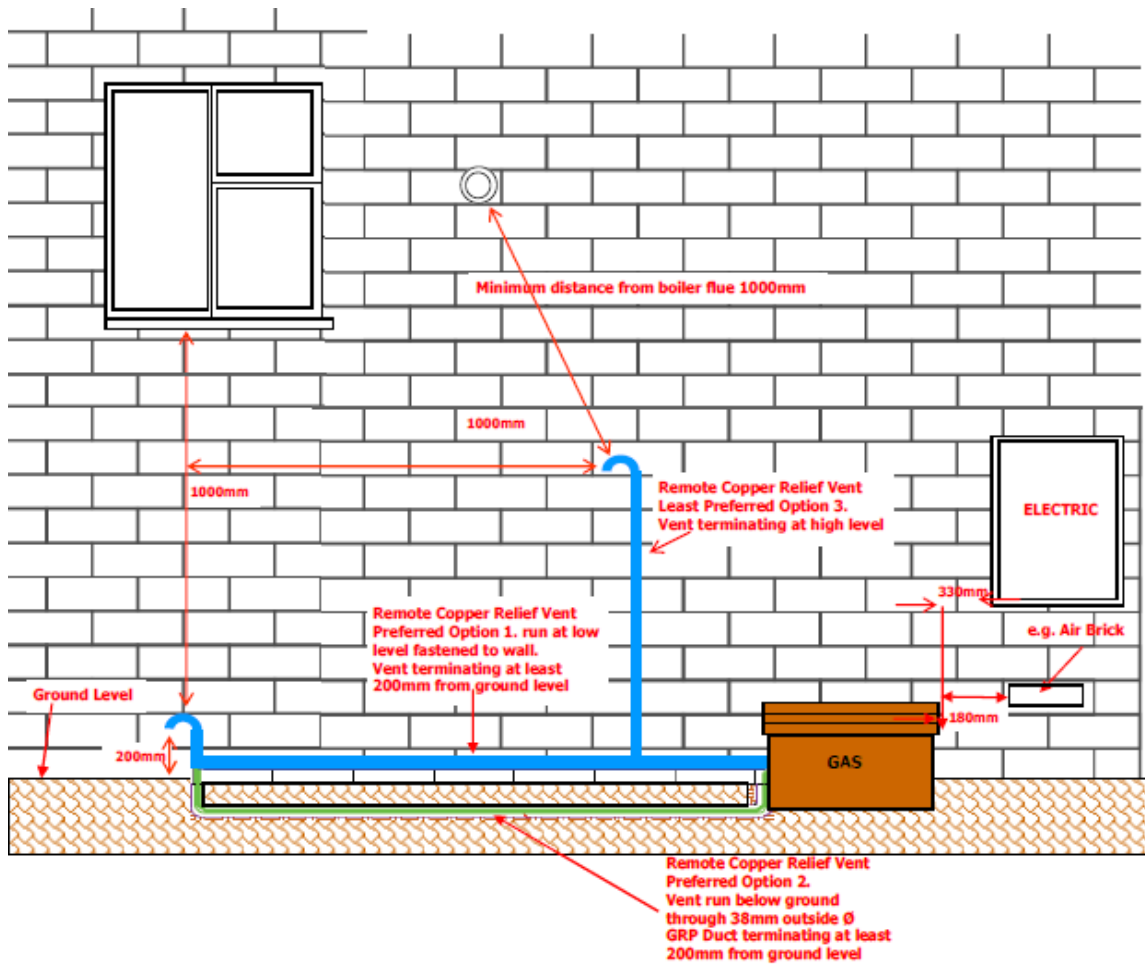 Minimum distance from boiler flue 1000mm
1000mm
1000mm
Remote Copper Relief Vent
Least Preferred Option 3.
Vent terminating at high level
ELECTRIC
330mm
e.g. Air Brick
Remote Copper Relief Vent
Preferred Option 1. run at low
level fastened to wall.
Vent terminating at least
200mm from ground level
Ground Level
180mm
200mm
GAS
Remote Copper Relief Vent
Preferred Option 2.
Vent run below ground
through 38mm outside Ø
GRP Duct terminating at least
200mm from ground level